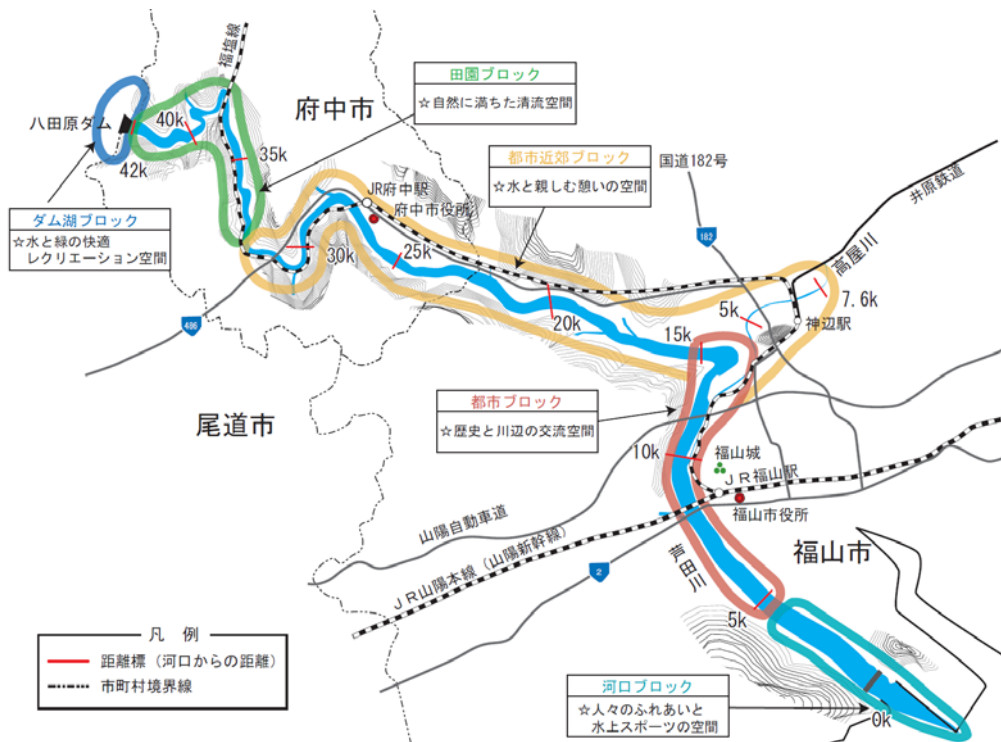 福塩線
田園ブロック
☆自然に満ちた清流空間
府中市
八田原ダム
40k
42k
35k
都市近郊ブロック
☆水と親しむ憩いの空間
国道182号
井原鉄道
JR府中駅
府中市役所
182
高屋川
ダム湖ブロック
☆水と緑の快適
レクリエーション空間
30k
25k
7.6k
5k
神辺駅
20k
486
15k
都市ブロック
☆歴史と川辺の交流空間
尾道市
10k
福山城
JR福山駅
福山市役所
山陽自動車道
JR山陽本線(山陽新幹線)
2
芦田川
福山市
5k
凡 例
距離標(河口からの距離)
市町村境界線
河口ブロック
☆人々のふれあいと
水上スポーツの空間
0k